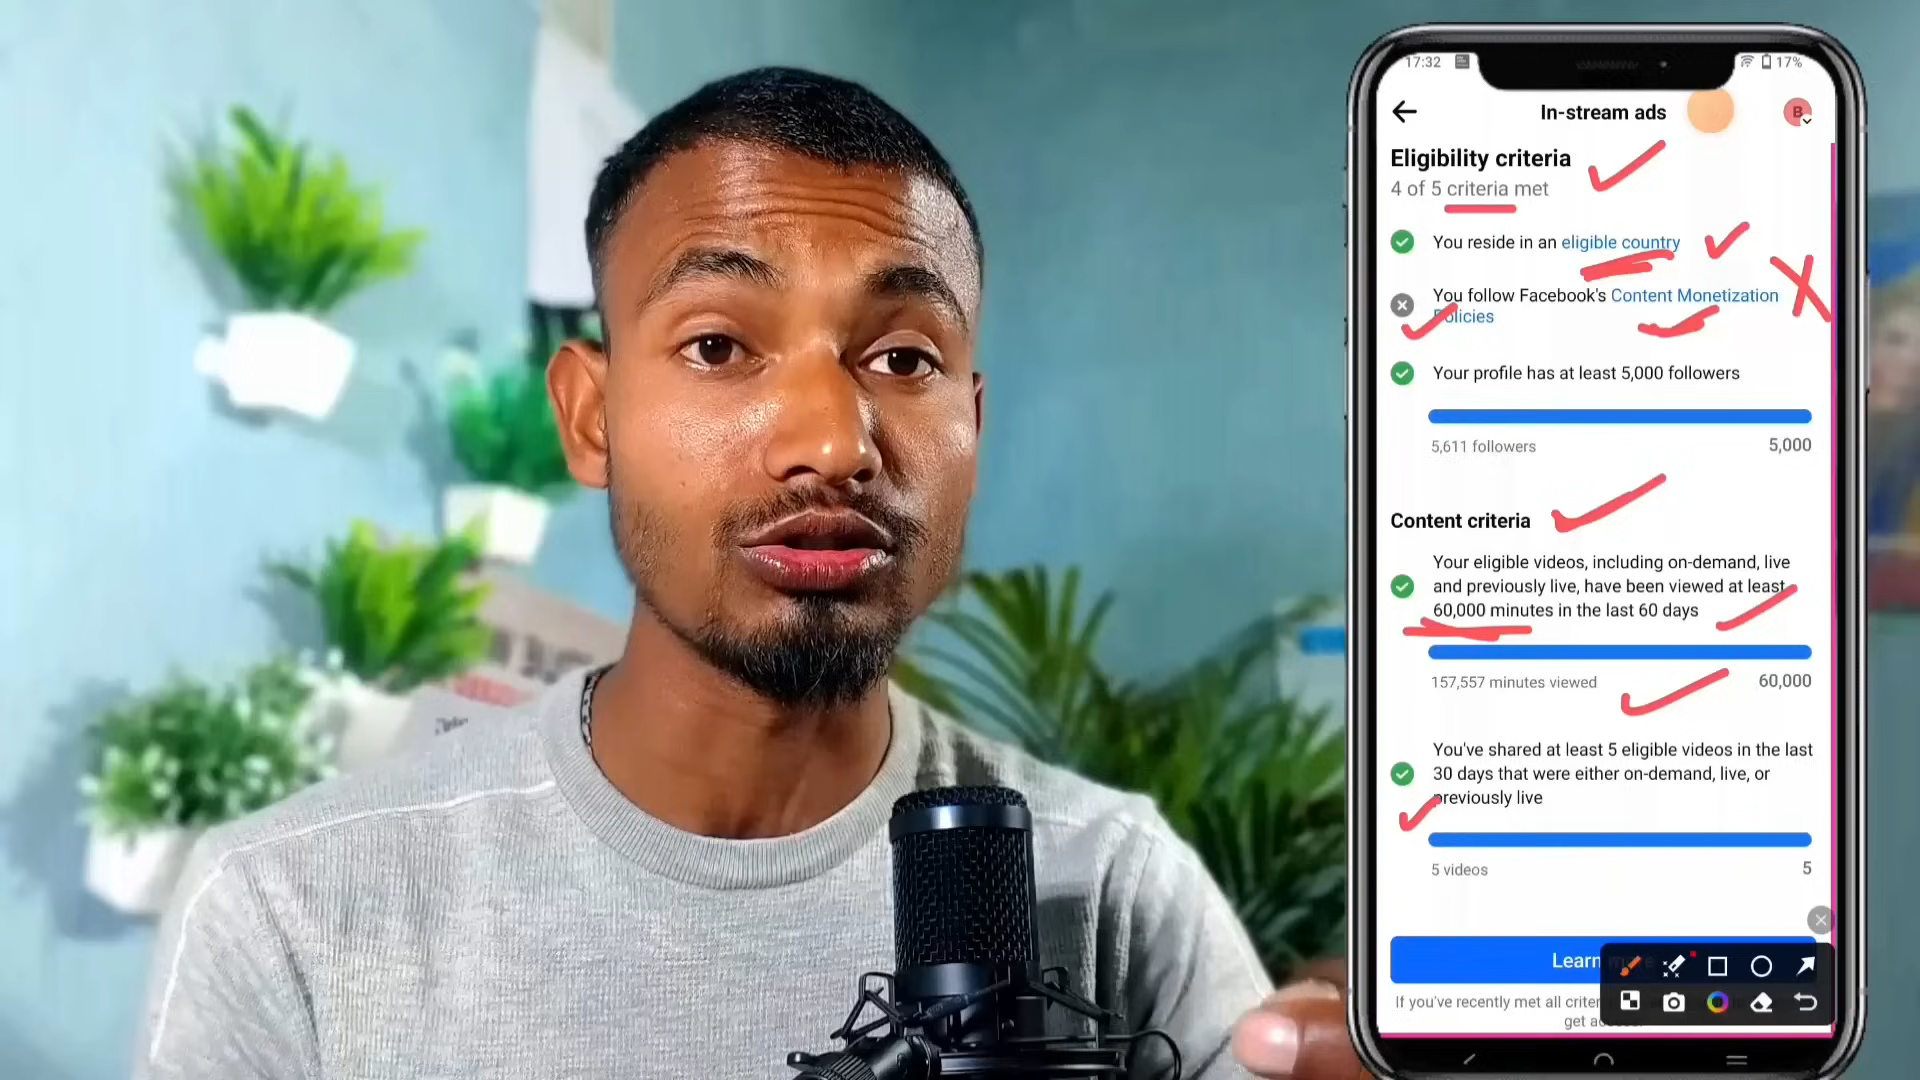 17:32
17%
In-stream ads
B
Eligibility criteria
4 of 5 criteria met
You reside in an eligible country
You follow Facebook's Content Monetization
Policies
Your profile has at least 5,000 followers
5,611 followers
5,000
Content criteria
Your eligible videos, including on-demand, live
and previously live, have been viewed at least
60,000 minutes in the last 60 days
157,557 minutes viewed
60,000
You've shared at least 5 eligible videos in the last
30 days that were either on-demand, live, or
previously live
5 videos
5
Learn
If you've recently met all
get